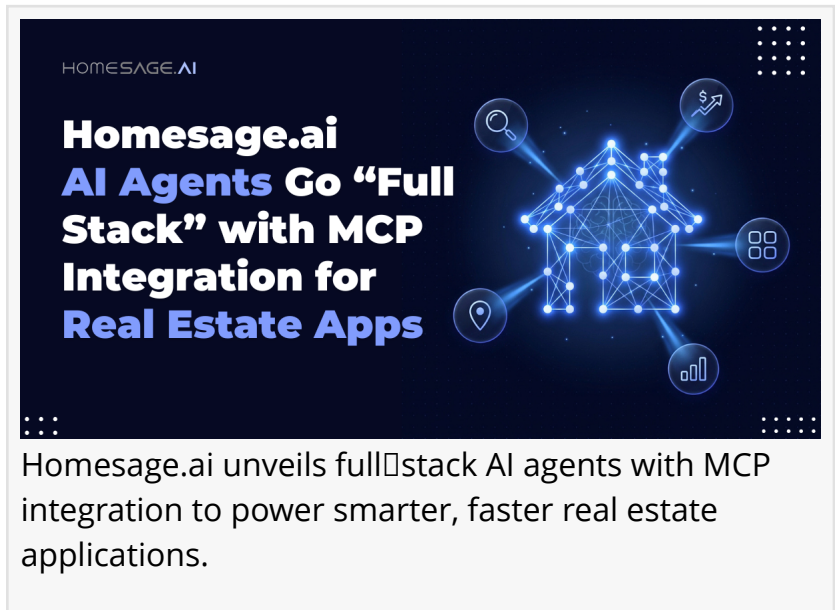 HOMESAGE.AI
Homesage.ai
AI Agents Go “Full
Stack” with MCP
Integration for
Real Estate Apps
$
Homesage.ai unveils full▯stack AI agents with MCP
integration to power smarter, faster real estate
applications.